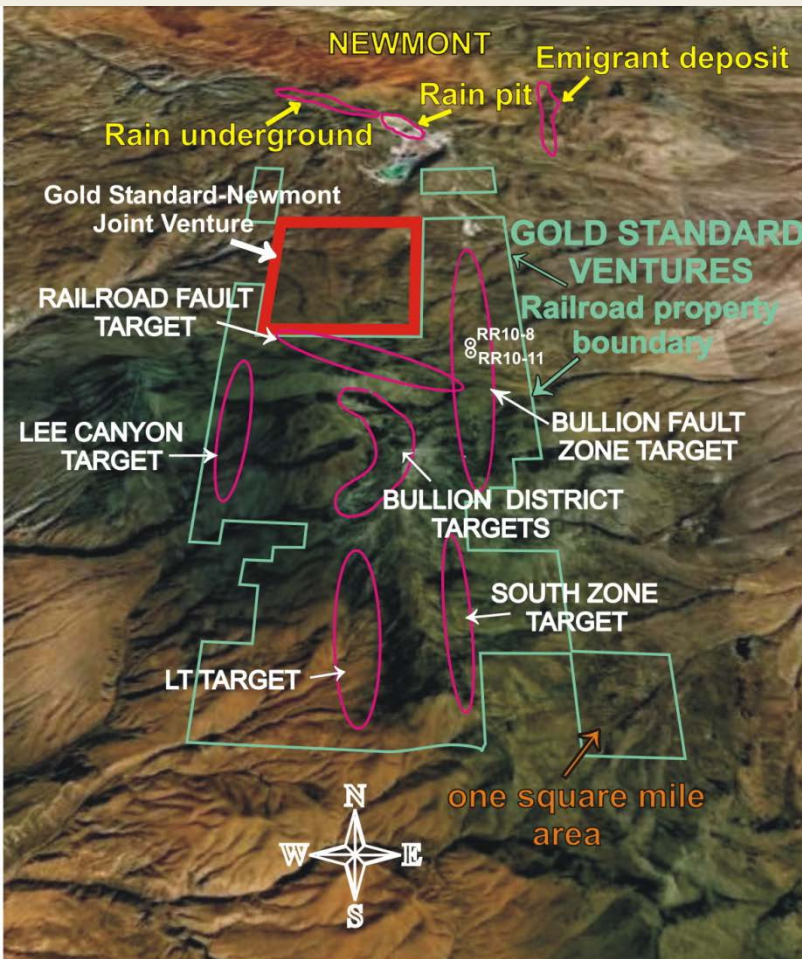 NEWMONT
Emigrant deposit
Rain pit
Rain underground
Gold Standard-Newmont
Joint Venture
GOLD STANDARD
VENTURES
Railroad property
boundary
RAILROAD FAULT
TARGET
RR10-8
RR10-11
LEE CANYON
TARGET
BULLION FAULT
ZONE TARGET
BULLION DISTRICT
TARGETS
SOUTH ZONE
TARGET
LT TARGET
one square mile
area
N
W
E
S